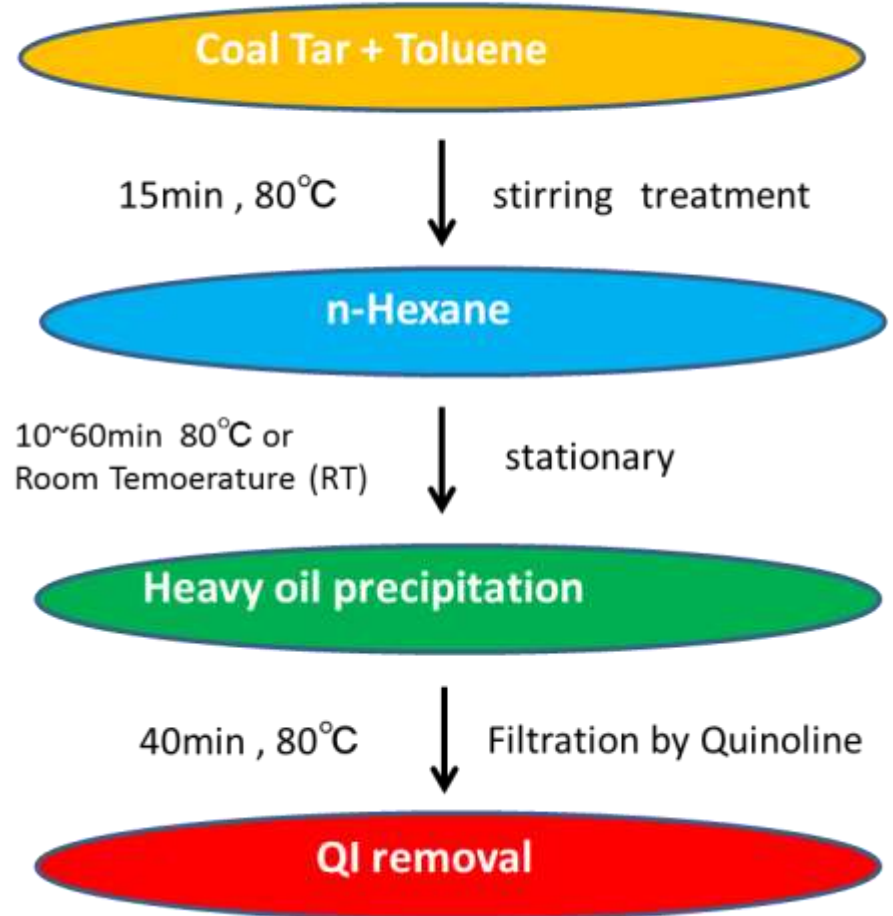 Coal Tar + Toluene
15min , 80℃ stirring treatment
n-Hexane
10~60min 80℃ or
Room Temoerature (RT)
stationary
Heavy oil precipitation
40min , 80℃ Filtration by Quinoline
QI removal